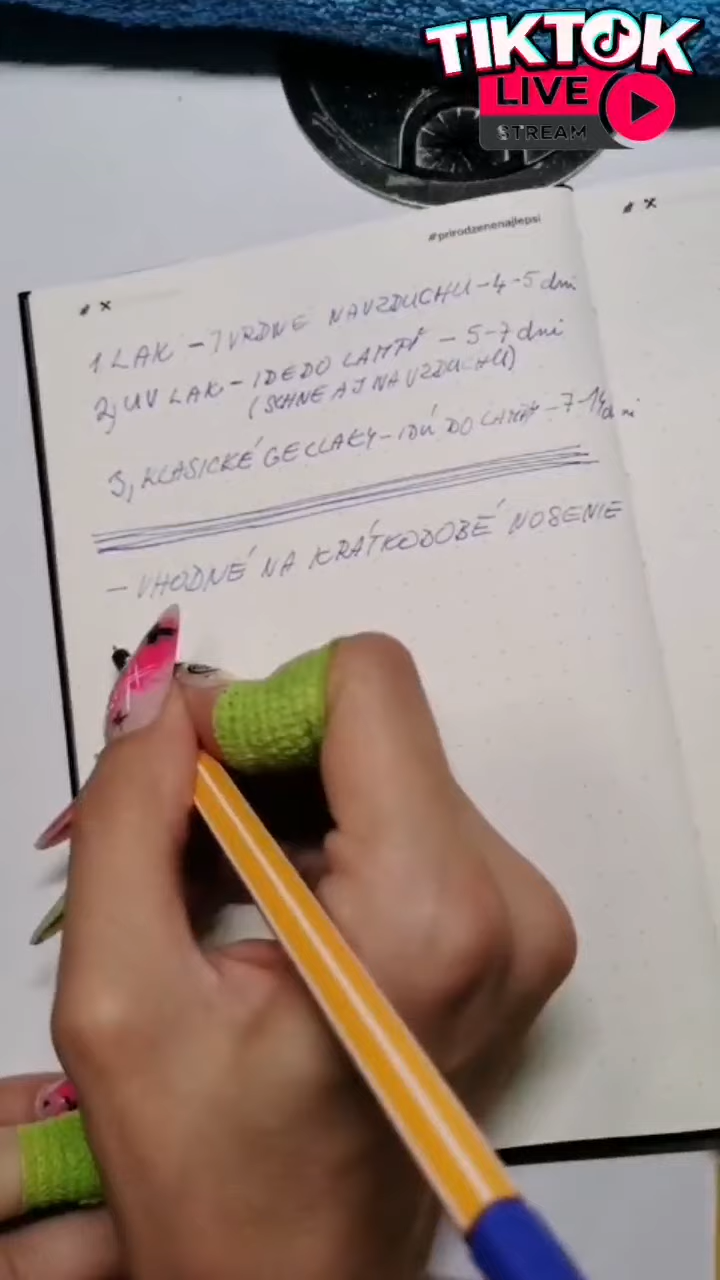 TIKTOK
LIVE
STREAM
#prirodzenenajlepsi
1 LAK - TVRDNE NAVZDUCHU - 4-5 dni
2, UV LAK - IDE DO LAMPY - 5-7 dni
(SCHNE AJ NA VZDUCHU)
3, KLASICKÉ GELLAKY - IDÚ DO LAMPY - 7-14 dni
- VHODNÉ NA KRÁTKODOBÉ NOSENIE